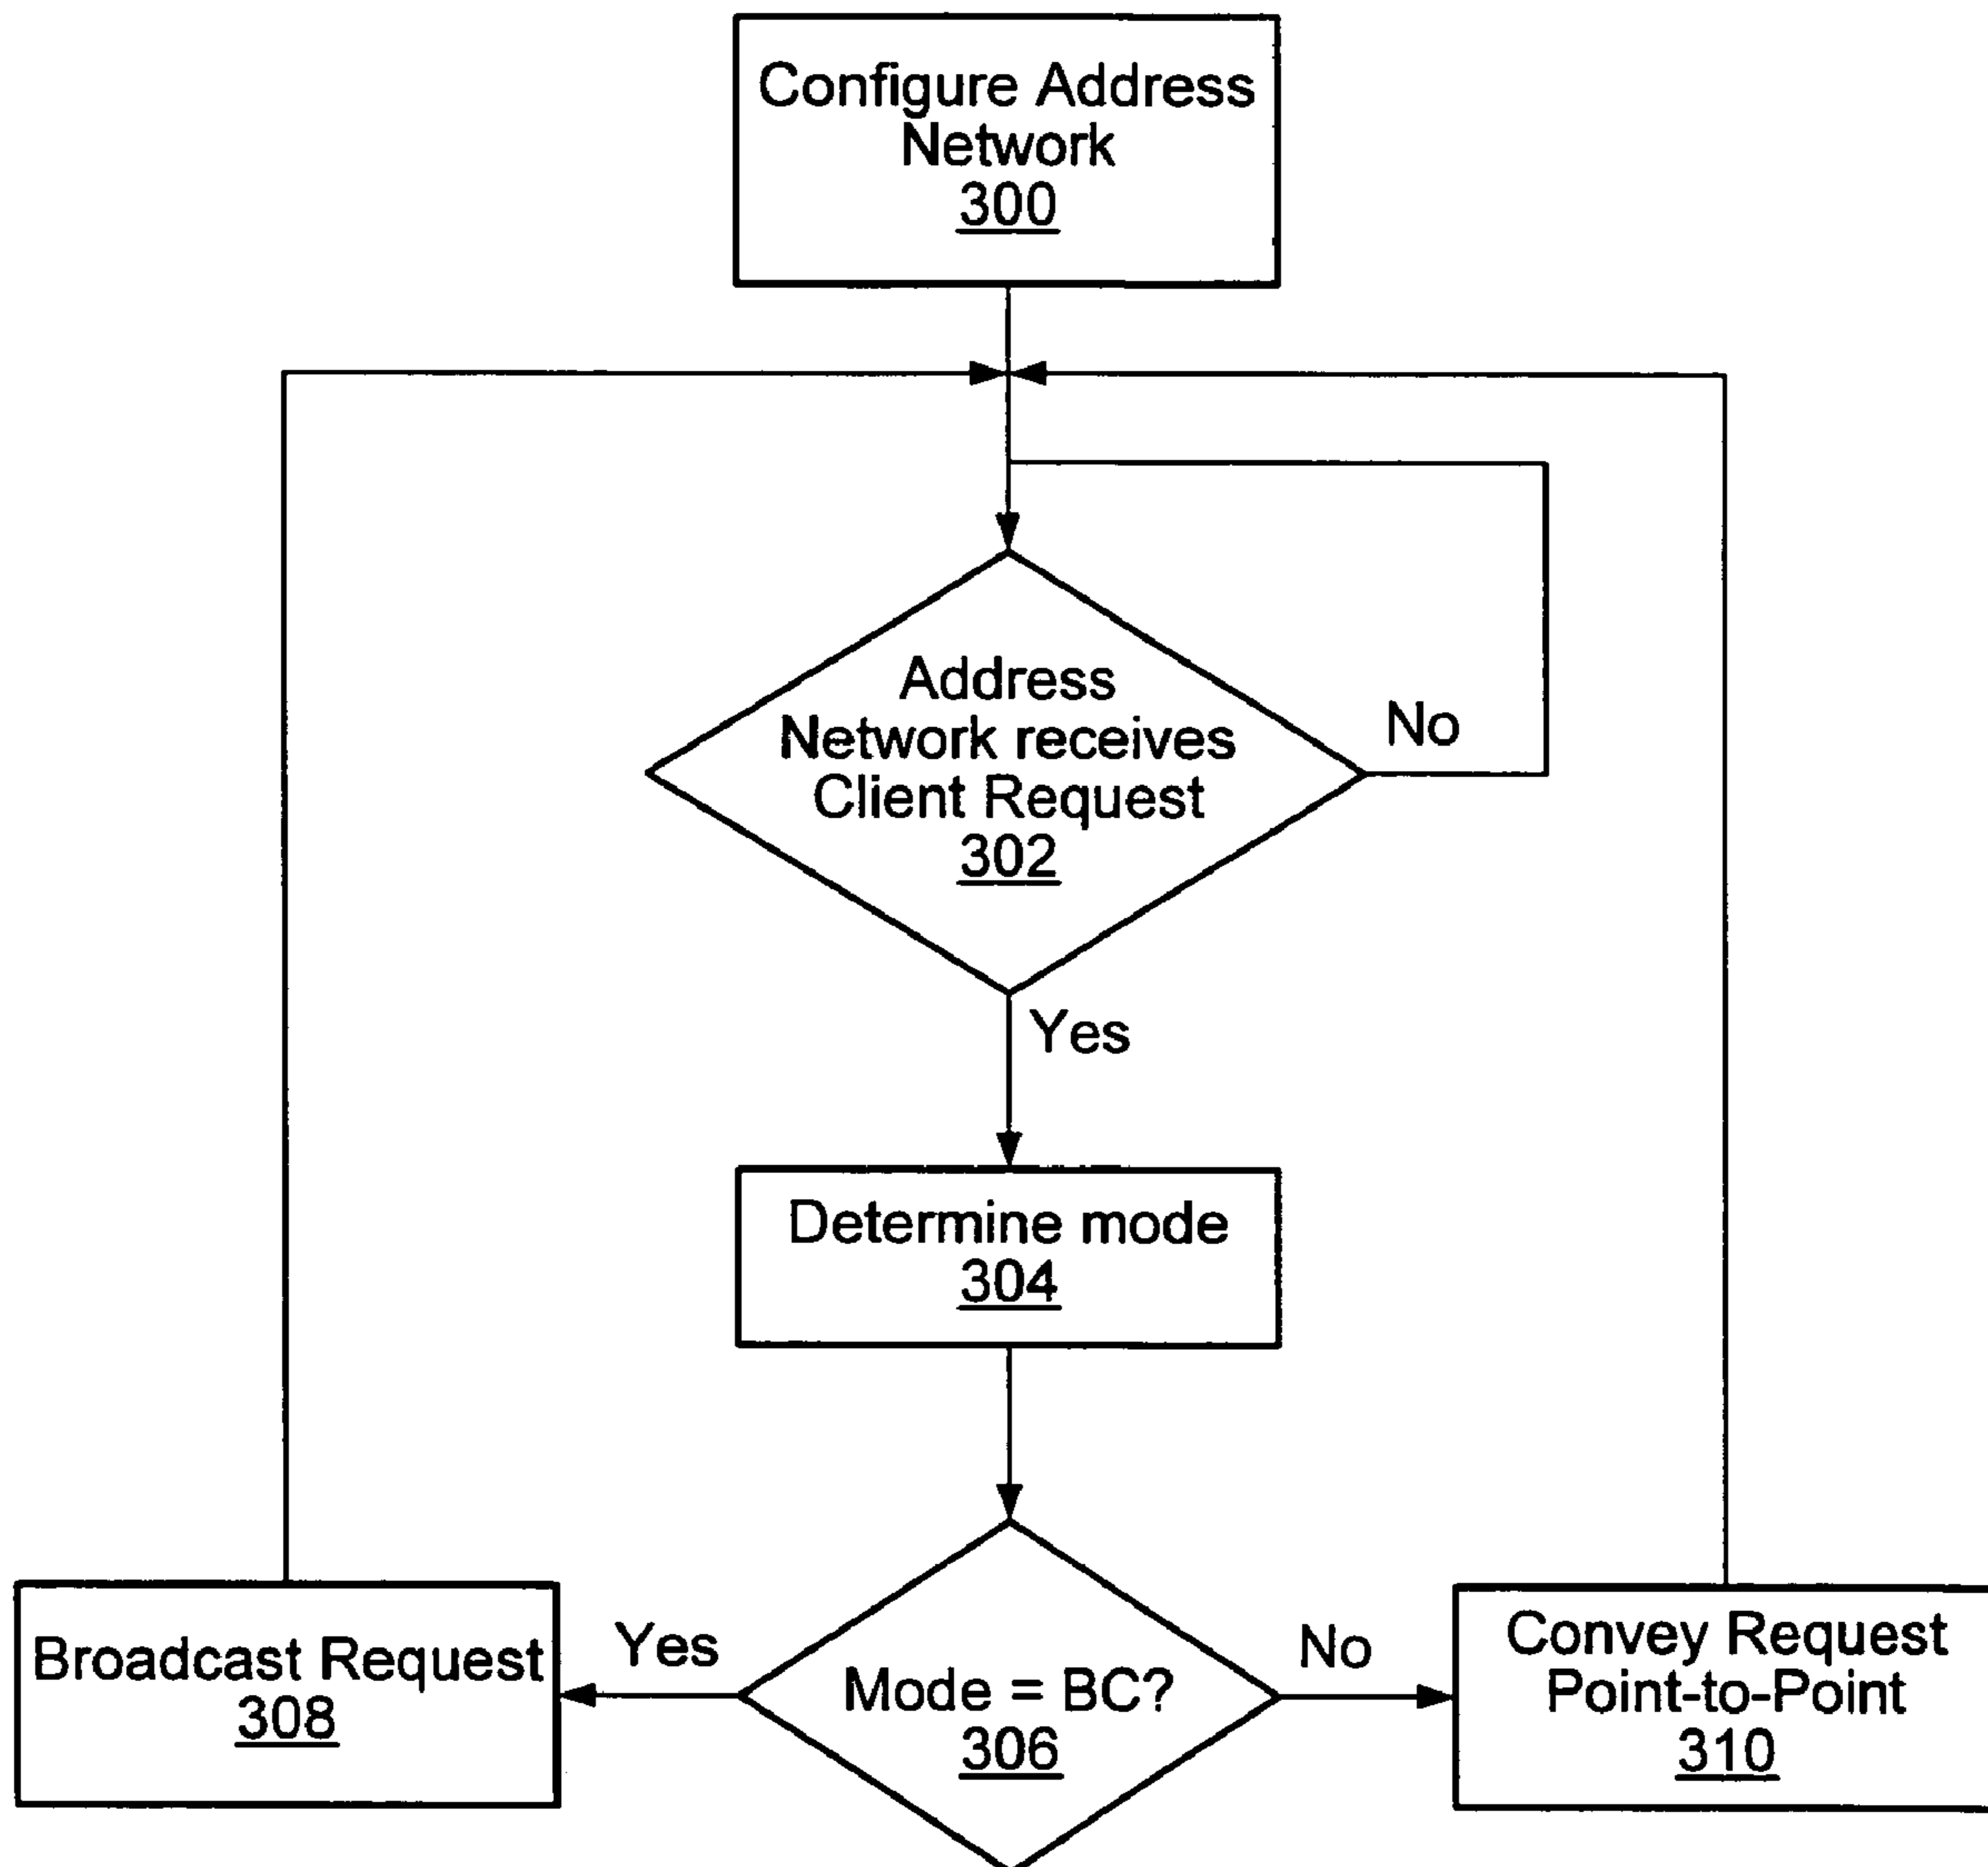 Configure Address
Network
300
Address
Network receives
Client Request
302
No
Yes
Determine mode
304
Broadcast Request
308
Yes
Mode = BC?
306
No
Convey Request
Point-to-Point
310